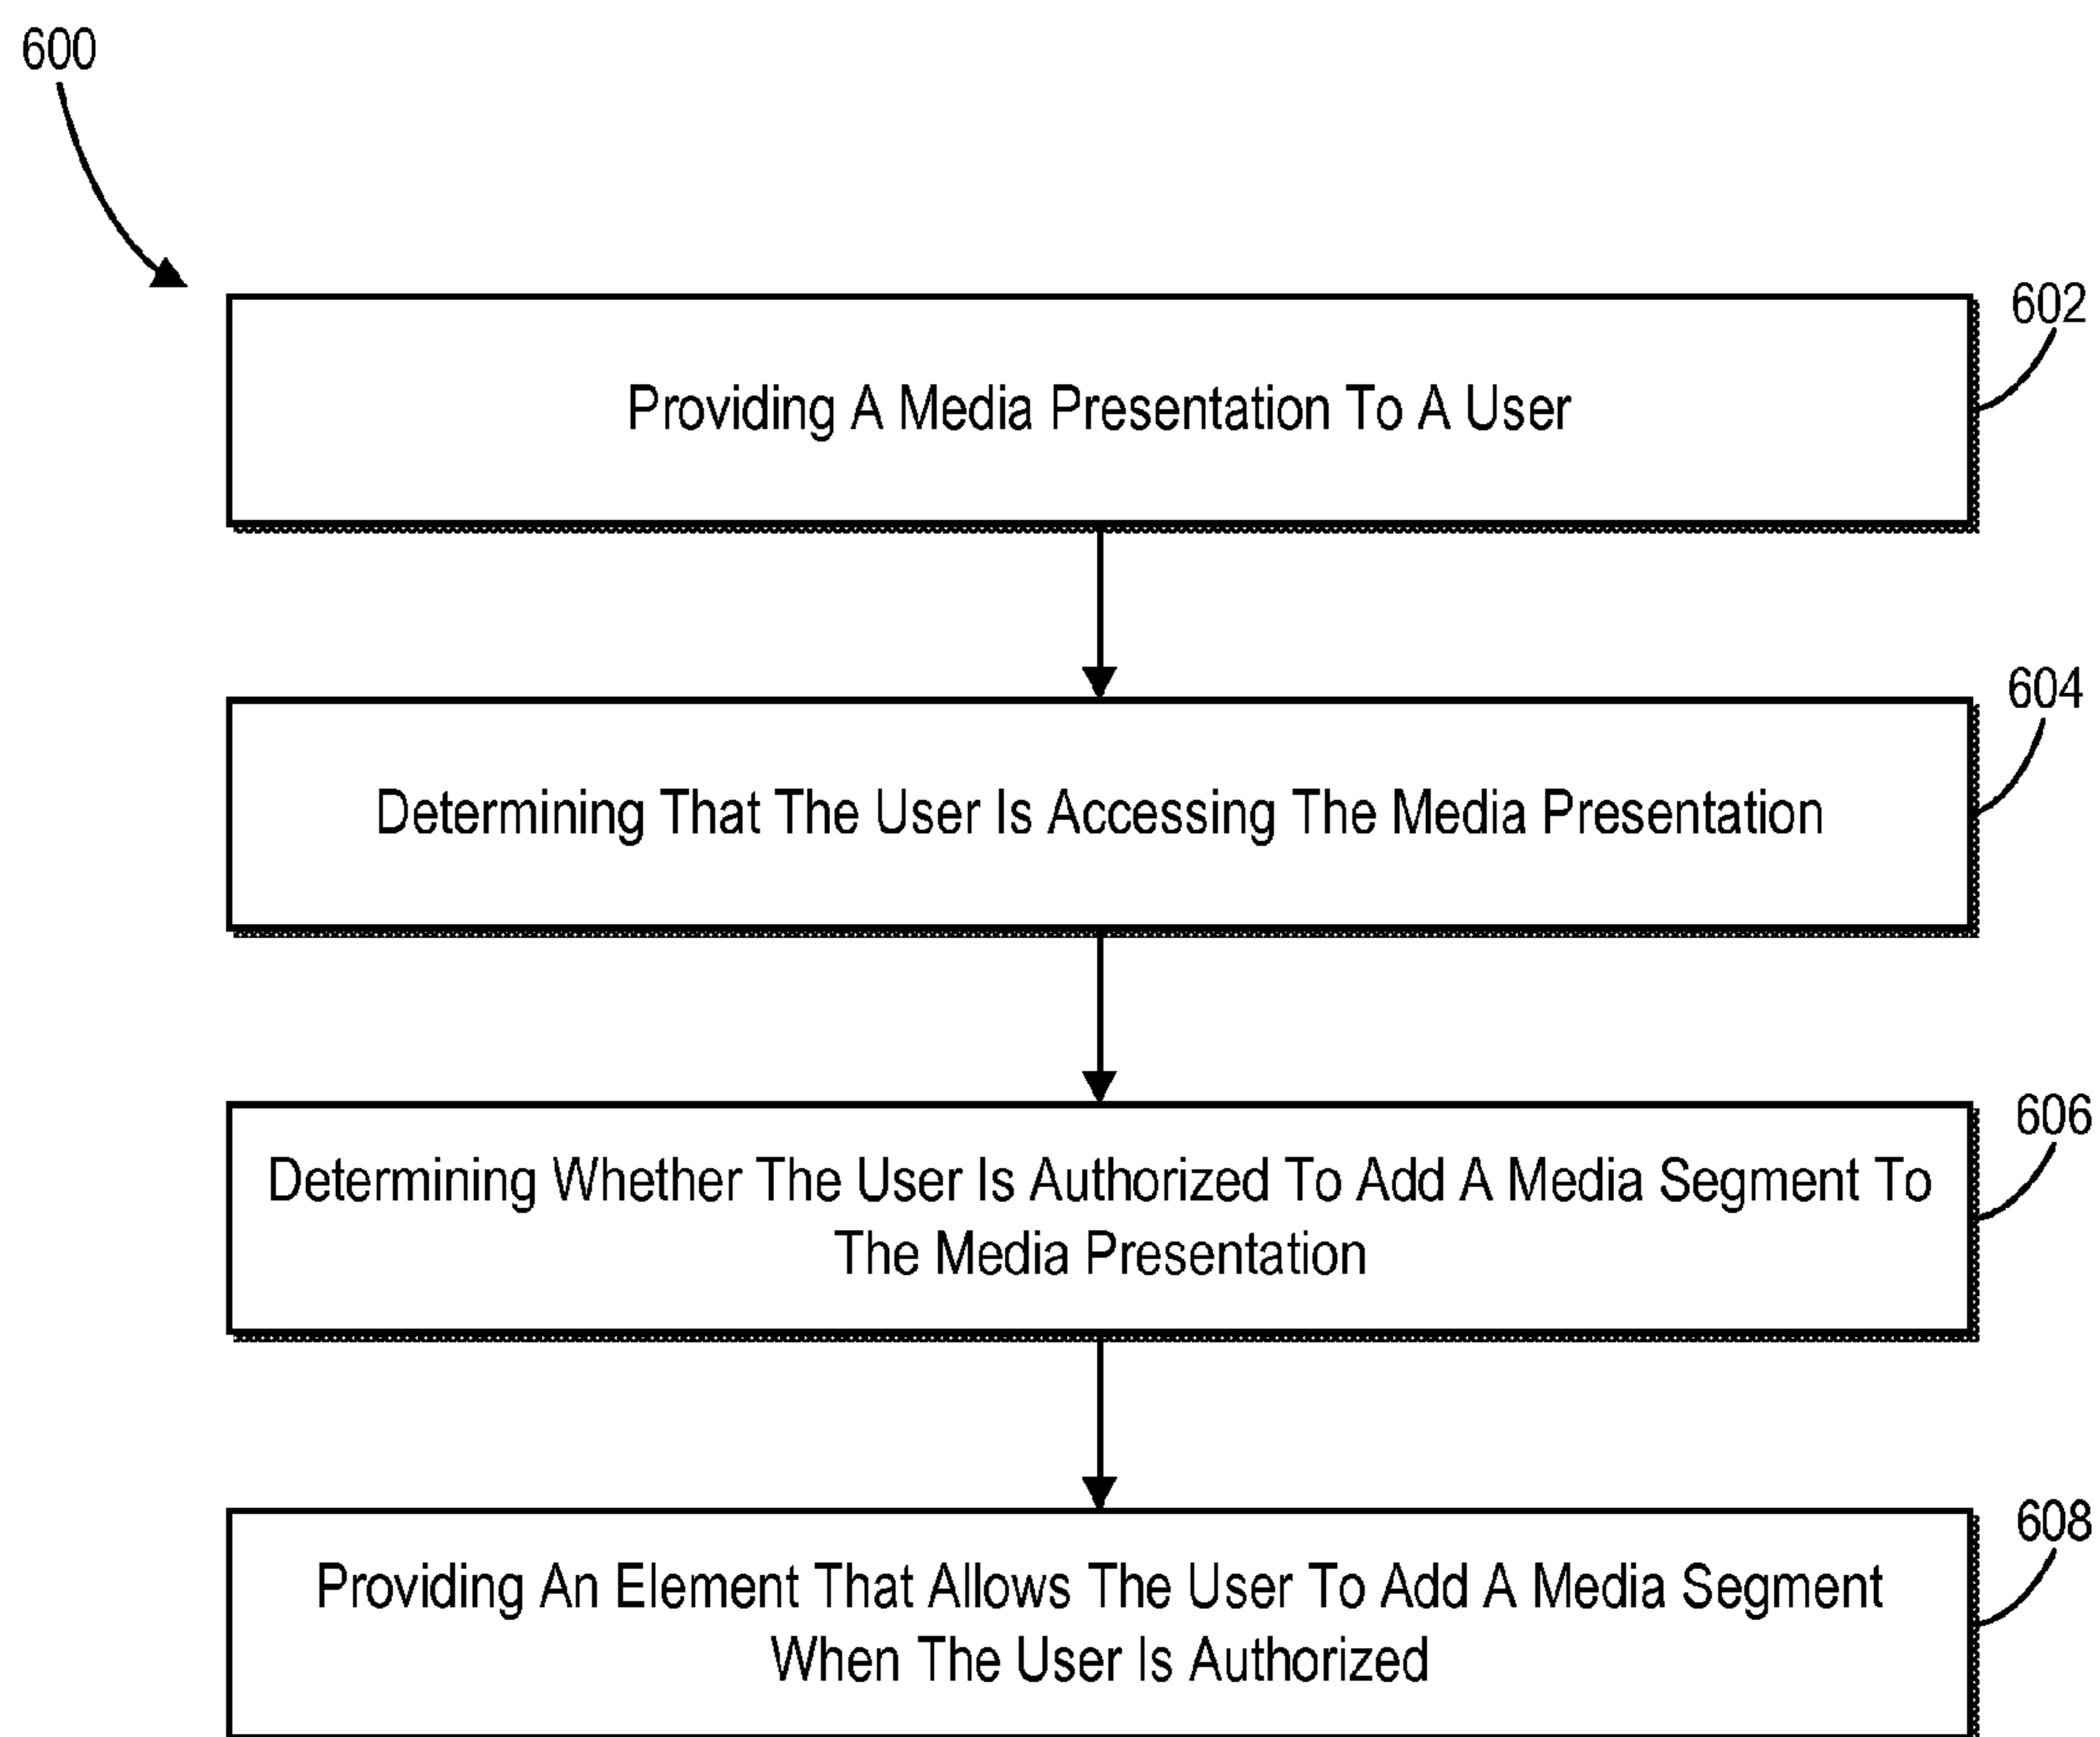 600
602
Providing A Media Presentation To A User
604
Determining That The User Is Accessing The Media Presentation
606
Determining Whether The User Is Authorized To Add A Media Segment To
The Media Presentation
608
Providing An Element That Allows The User To Add A Media Segment
When The User Is Authorized